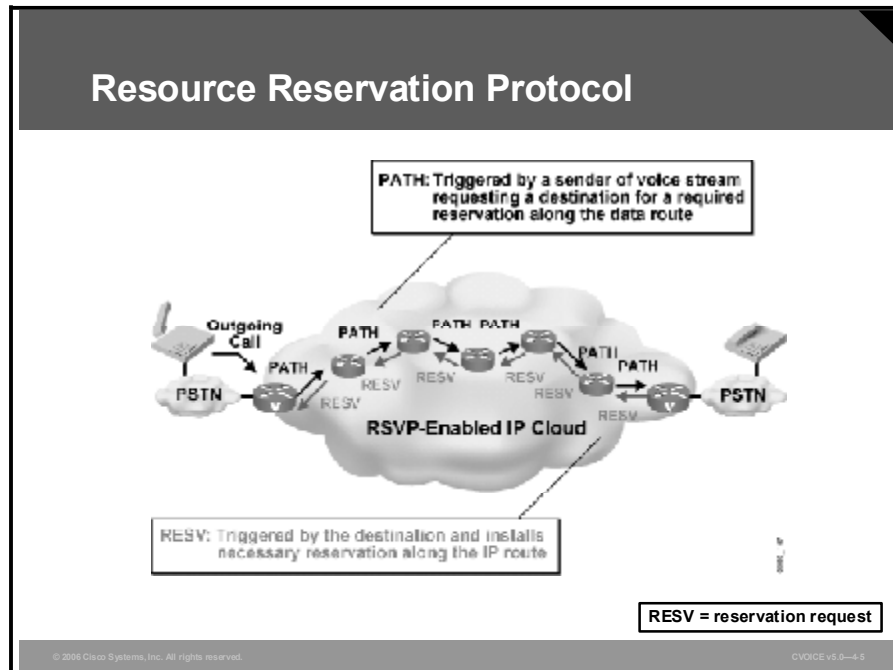 Resource Reservation Protocol
PATH: Triggered by a sender of voice stream
requesting a destination for a required
reservation along the data route
Outgoing
Call
PATH
PATH
PATH
PATH
PATH
PATH
RESV
RESV
RESV
RESV
RESV
RESV
PSTN
V
RSVP-Enabled IP Cloud
V
PSTN
RESV: Triggered by the destination and installs
necessary reservation along the IP route
RESV = reservation request
© 2006 Cisco Systems, Inc. All rights reserved.
CVOICE v5.0—4-5